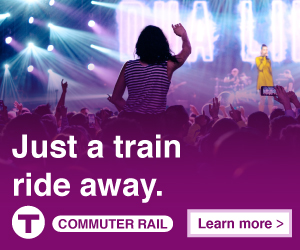 Just a train
ride away.
T
COMMUTER RAIL
Learn more >